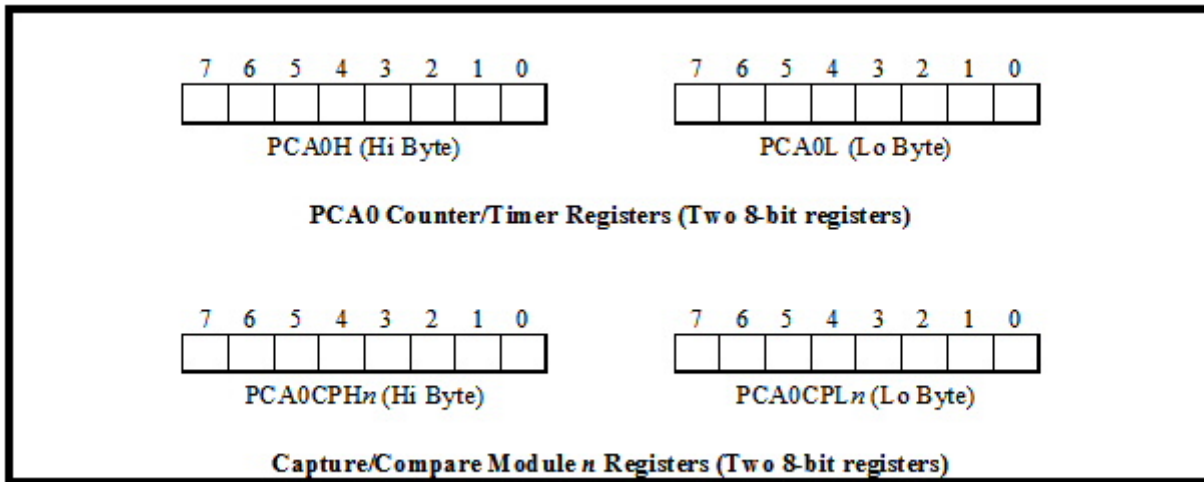 7 6 5 4 3 2 1 0 7 6 5 4 3 2 1 0
PCA0H (Hi Byte) PCA0L (Lo Byte)
PCA0 Counter/Timer Registers (Two 8-bit registers)
7 6 5 4 3 2 1 0 7 6 5 4 3 2 1 0
PCA0CPHn (Hi Byte) PCA0CPLn (Lo Byte)
Capture/Compare Module n Registers (Two 8-bit registers)